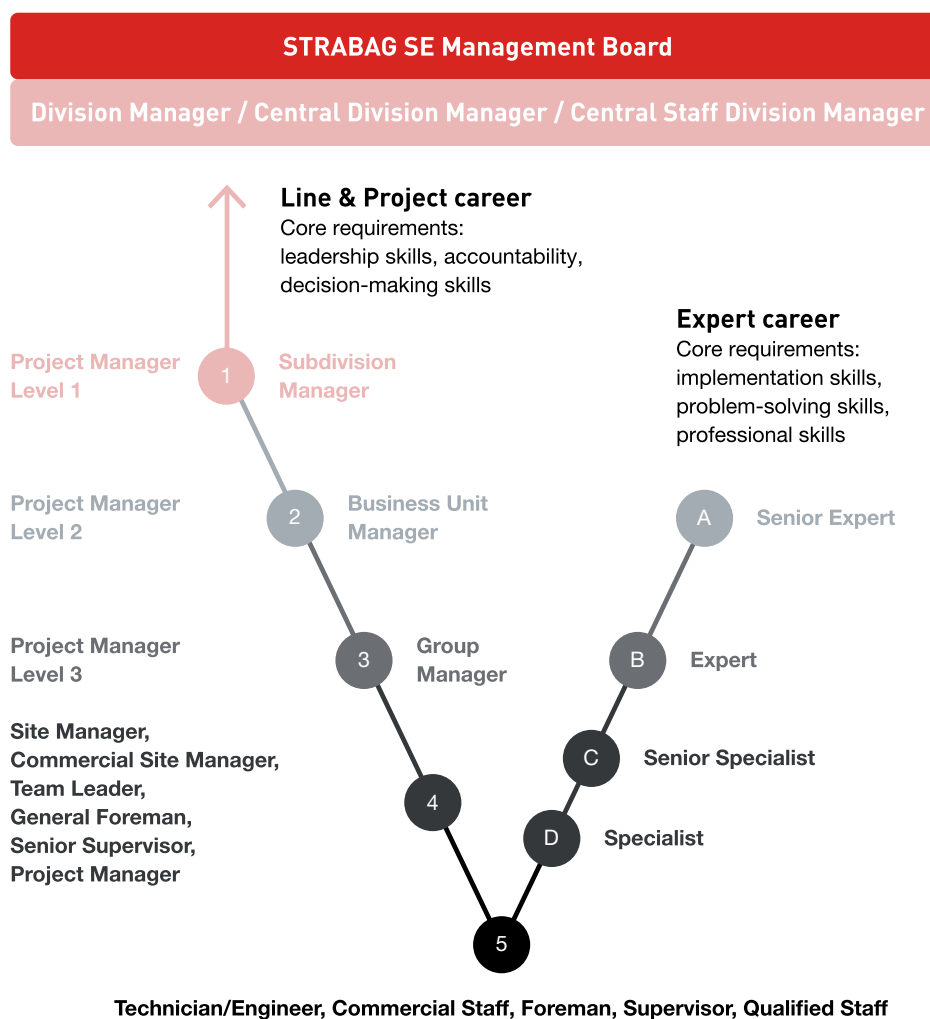 STRABAG SE Management Board
Division Manager / Central Division Manager / Central Staff Division Manager
Line & Project career
Core requirements:
leadership skills, accountability,
decision-making skills
Expert career
Core requirements:
implementation skills,
problem-solving skills,
professional skills
Project Manager
Level 1
1
Subdivision
Manager
Project Manager
Level 2
2
Business Unit
Manager
A
Senior Expert
Project Manager
Level 3
3
Group
Manager
B
Expert
Site Manager,
Commercial Site Manager,
Team Leader,
General Foreman,
Senior Supervisor,
Project Manager
4
C
Senior Specialist
D
Specialist
5
Technician/Engineer, Commercial Staff, Foreman, Supervisor, Qualified Staff